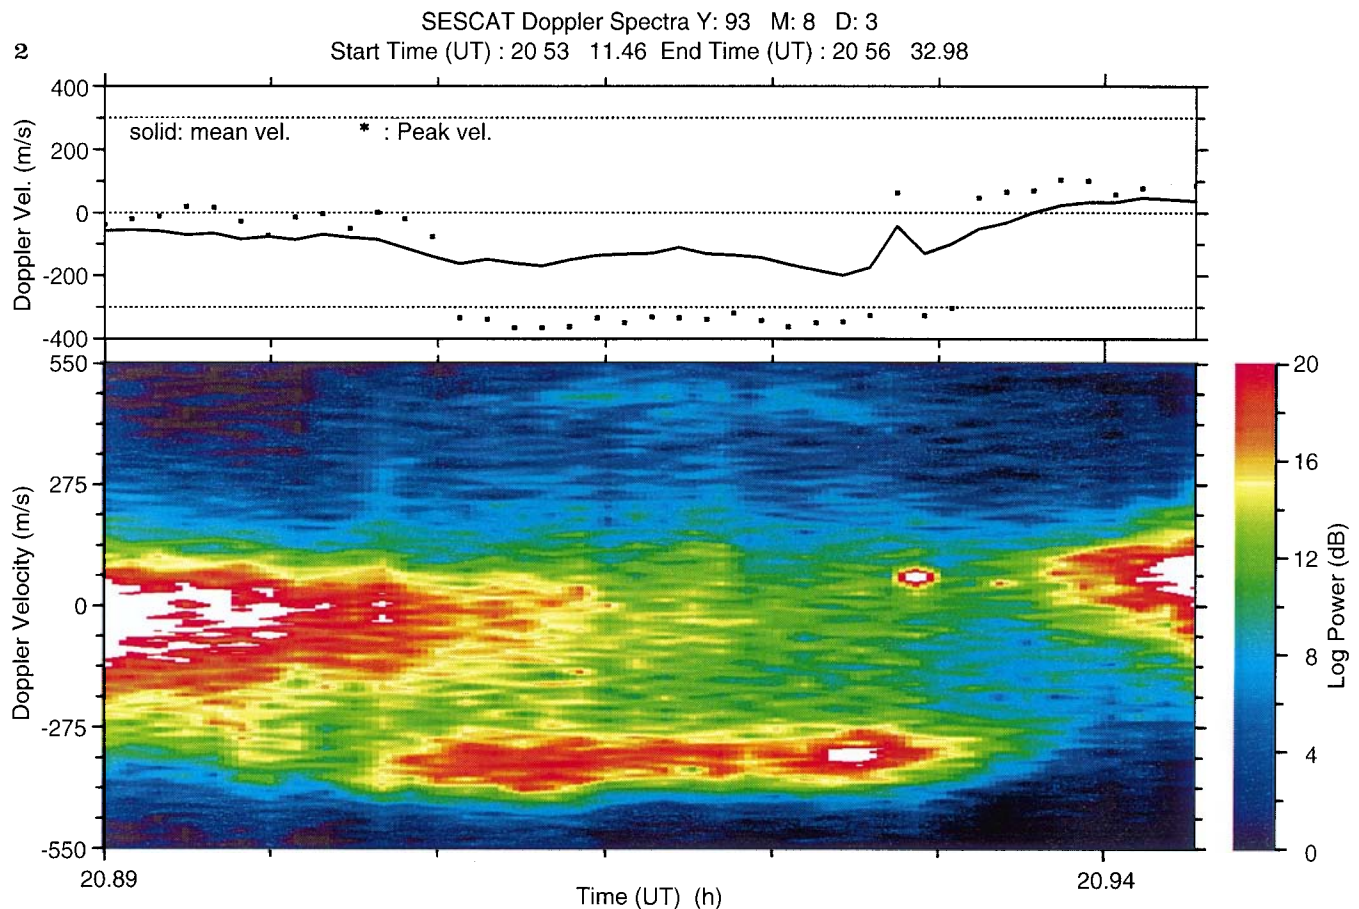 SESCAT Doppler Spectra Y: 93 M: 8 D: 3
2
Start Time (UT) : 20 53 11.46 End Time (UT) : 20 56 32.98
400
200
0
-200
-400
Doppler Vel. (m/s)
solid: mean vel. * : Peak vel.
550
275
0
-275
-550
Doppler Velocity (m/s)
20.89
20.94
Time (UT) (h)
20
16
12
8
4
0
Log Power (dB)